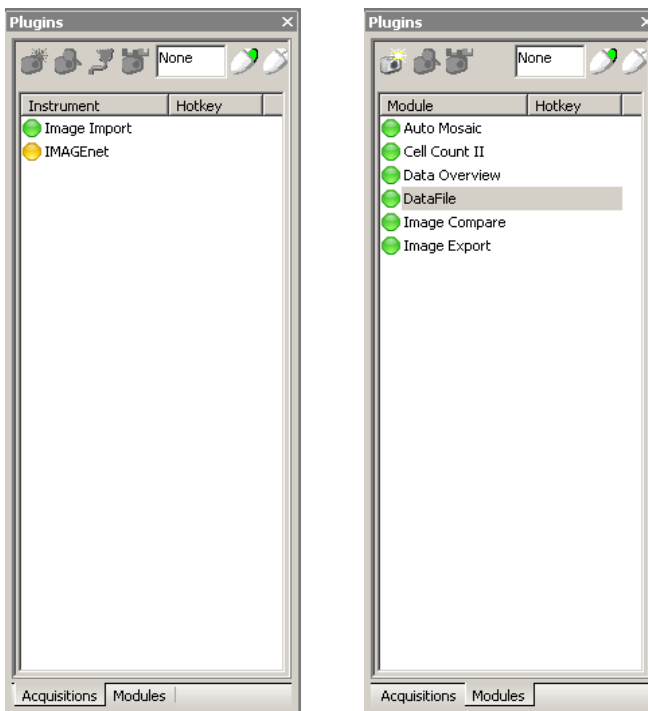 Plugins
None
Instrument Hotkey
Image Import
IMAGEnet
Acquisitions Modules
Plugins
None
Module Hotkey
Auto Mosaic
Cell Count II
Data Overview
DataFile
Image Compare
Image Export
Acquisitions Modules